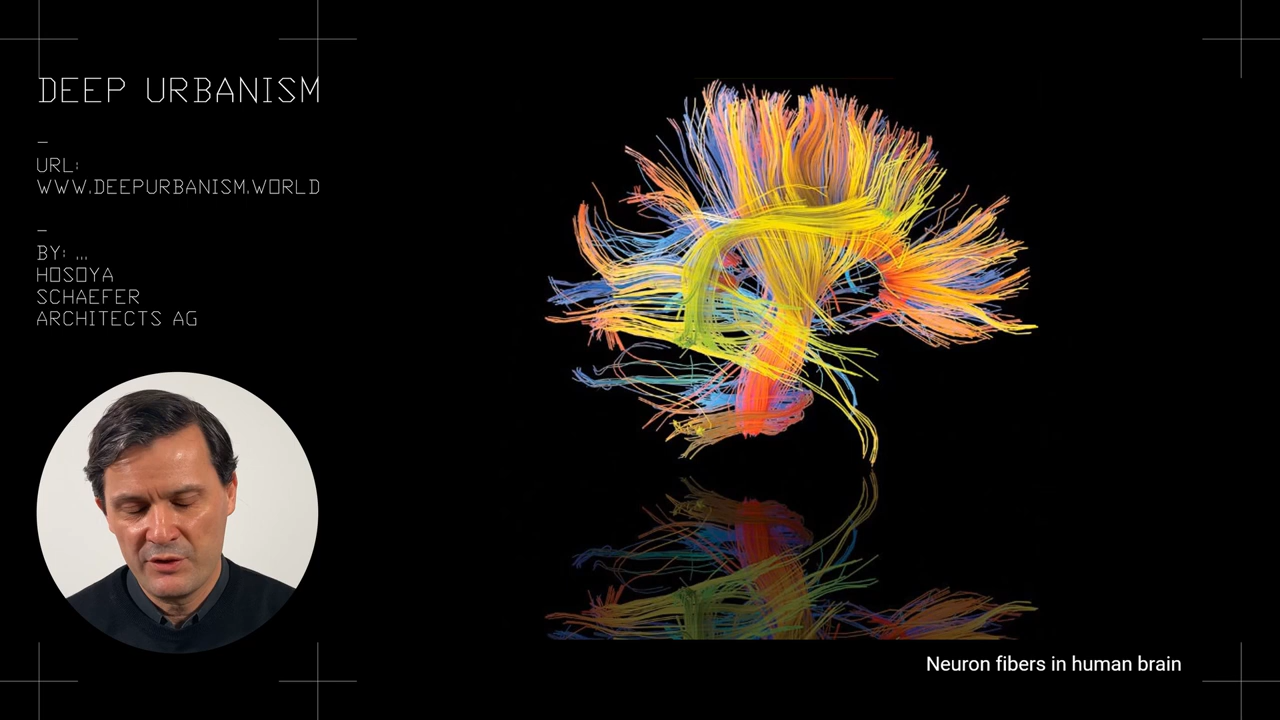 DEEP URBANISM
–
URL:
WWW.DEEPURBANISM.WORLD
–
BY: ...
HOSOYA
SCHAEFER
ARCHITECTS AG
Neuron fibers in human brain